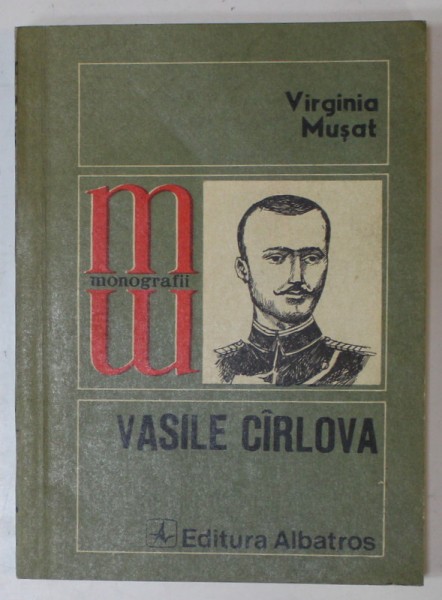 Virginia
Mușat
monografii
VASILE CÎRLOVA
Editura Albatros